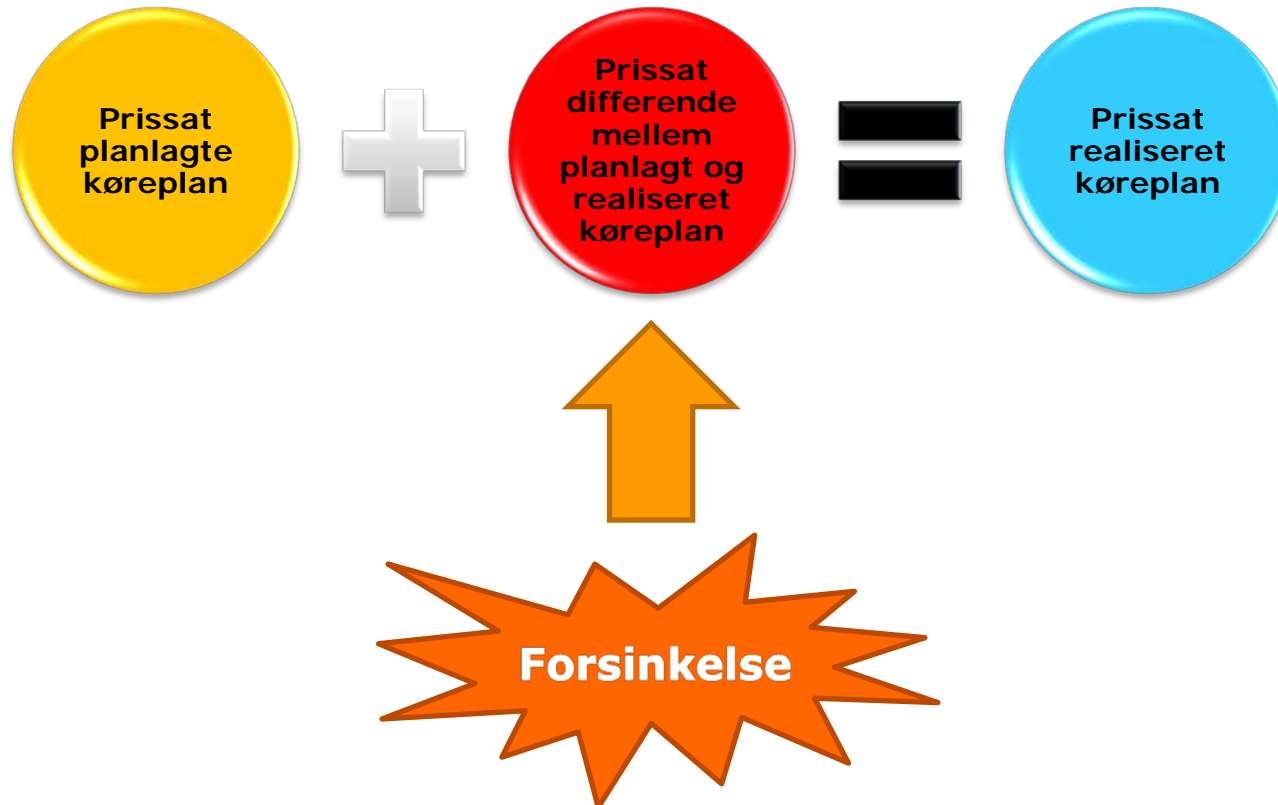 Prissat
planlagte
køreplan
Prissat
differende
mellem
planlagt og
realiseret
køreplan
Prissat
realiseret
køreplan
Forsinkelse